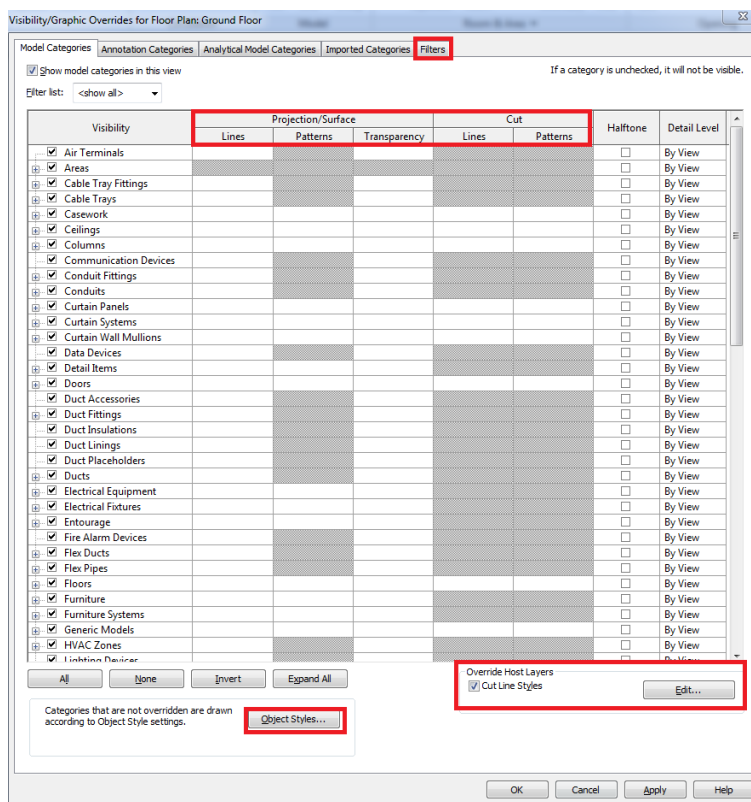 Visibility/Graphic Overrides for Floor Plan: Ground Floor
Model Categories Annotation Categories Analytical Model Categories Imported Categories Filters
Show model categories in this view
If a category is unchecked, it will not be visible.
Filter list: <show all>
Visibility Projection/Surface Cut Halftone Detail Level
Lines Patterns Transparency Lines Patterns
Air Terminals By View
Areas By View
Cable Tray Fittings By View
Cable Trays By View
Casework By View
Ceilings By View
Columns By View
Communication Devices By View
Conduit Fittings By View
Conduits By View
Curtain Panels By View
Curtain Systems By View
Curtain Wall Mullions By View
Data Devices By View
Detail Items By View
Doors By View
Duct Accessories By View
Duct Fittings By View
Duct Insulations By View
Duct Linings By View
Duct Placeholders By View
Ducts By View
Electrical Equipment By View
Electrical Fixtures By View
Entourage By View
Fire Alarm Devices By View
Flex Ducts By View
Flex Pipes By View
Floors By View
Furniture By View
Furniture Systems By View
Generic Models By View
HVAC Zones By View
Lighting Devices By View
All None Invert Expand All
Override Host Layers
Cut Line Styles Edit...
Categories that are not overridden are drawn
according to Object Style settings.
Object Styles...
OK Cancel Apply Help